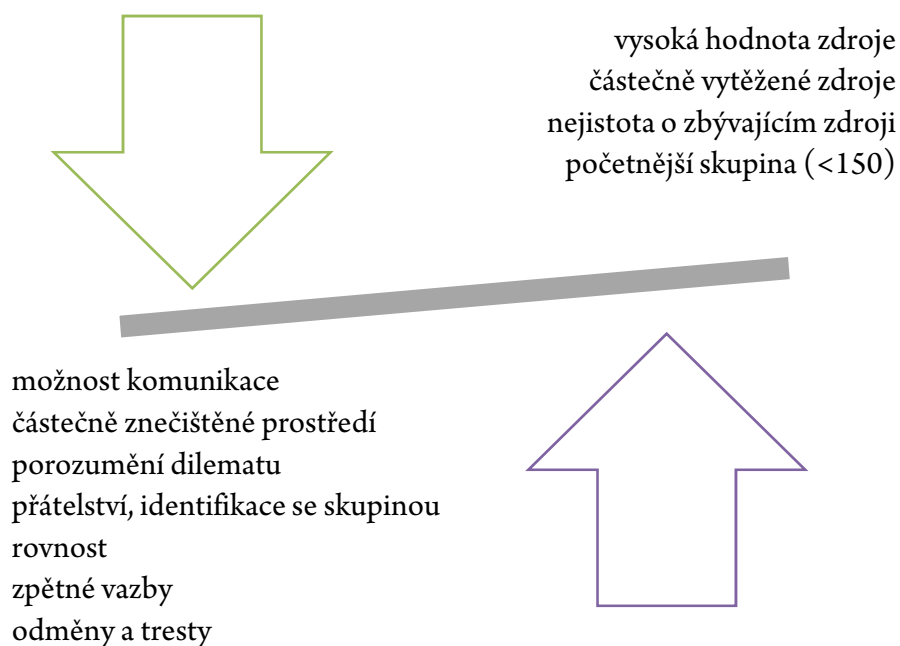 vysoká hodnota zdroje
částečně vytěžené zdroje
nejistota o zbývajícím zdroji
početnější skupina (<150)
možnost komunikace
částečně znečištěné prostředí
porozumění dilematu
přátelství, identifikace se skupinou
rovnost
zpětné vazby
odměny a tresty